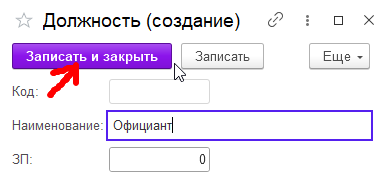 Должность (создание)
Записать и закрыть Записать Еще
Код:
Наименование: Официант
ЗП: 0